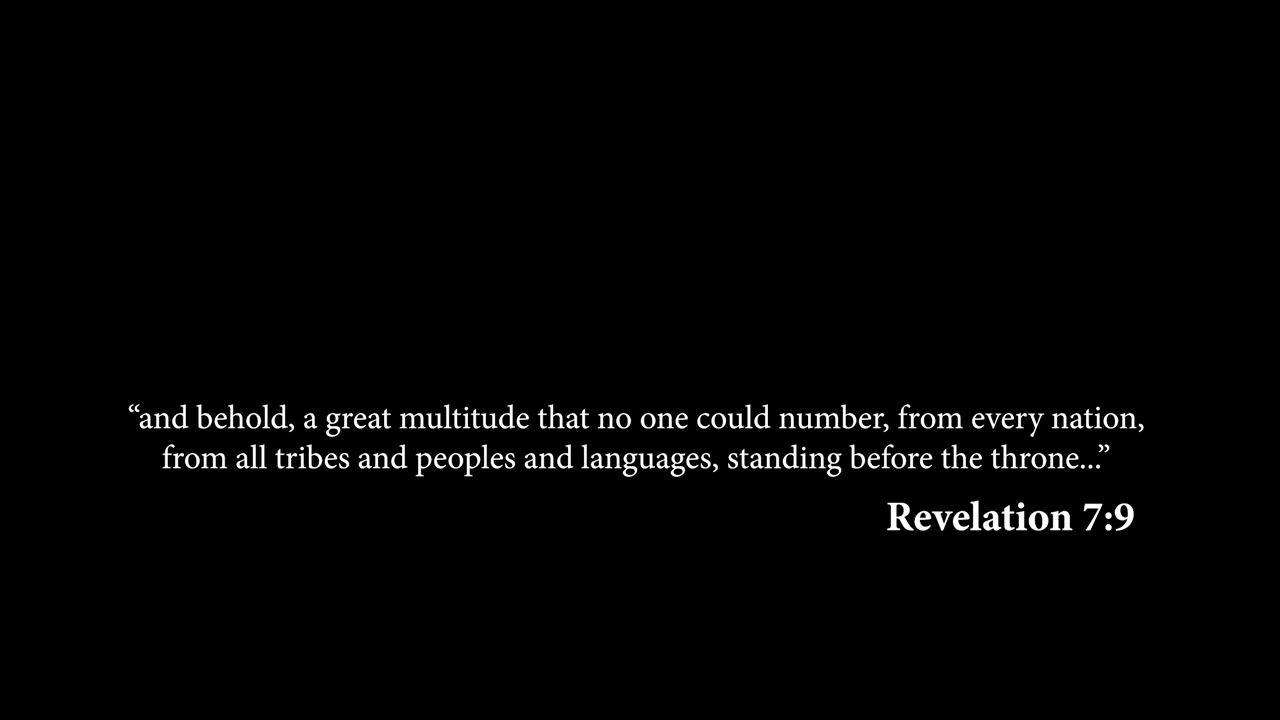 “and behold, a great multitude that no one could number, from every nation,
from all tribes and peoples and languages, standing before the throne...”
Revelation 7:9